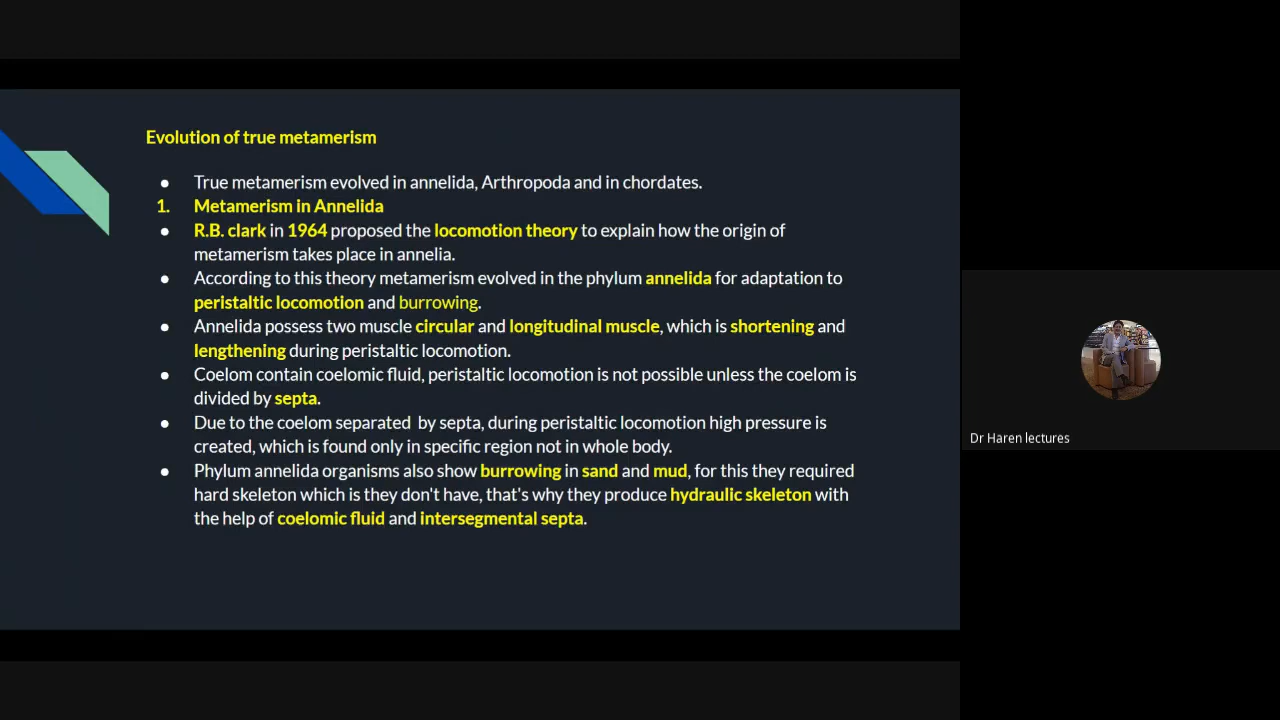 Evolution of true metamerism
● True metamerism evolved in annelida, Arthropoda and in chordates.
1. Metamerism in Annelida
● R.B. clark in 1964 proposed the locomotion theory to explain how the origin of
metamerism takes place in annelia.
● According to this theory metamerism evolved in the phylum annelida for adaptation to
peristaltic locomotion and burrowing.
● Annelida possess two muscle circular and longitudinal muscle, which is shortening and
lengthening during peristaltic locomotion.
● Coelom contain coelomic fluid, peristaltic locomotion is not possible unless the coelom is
divided by septa.
● Due to the coelom separated by septa, during peristaltic locomotion high pressure is
created, which is found only in specific region not in whole body.
● Phylum annelida organisms also show burrowing in sand and mud, for this they required
hard skeleton which is they don't have, that's why they produce hydraulic skeleton with
the help of coelomic fluid and intersegmental septa.
Dr Haren lectures